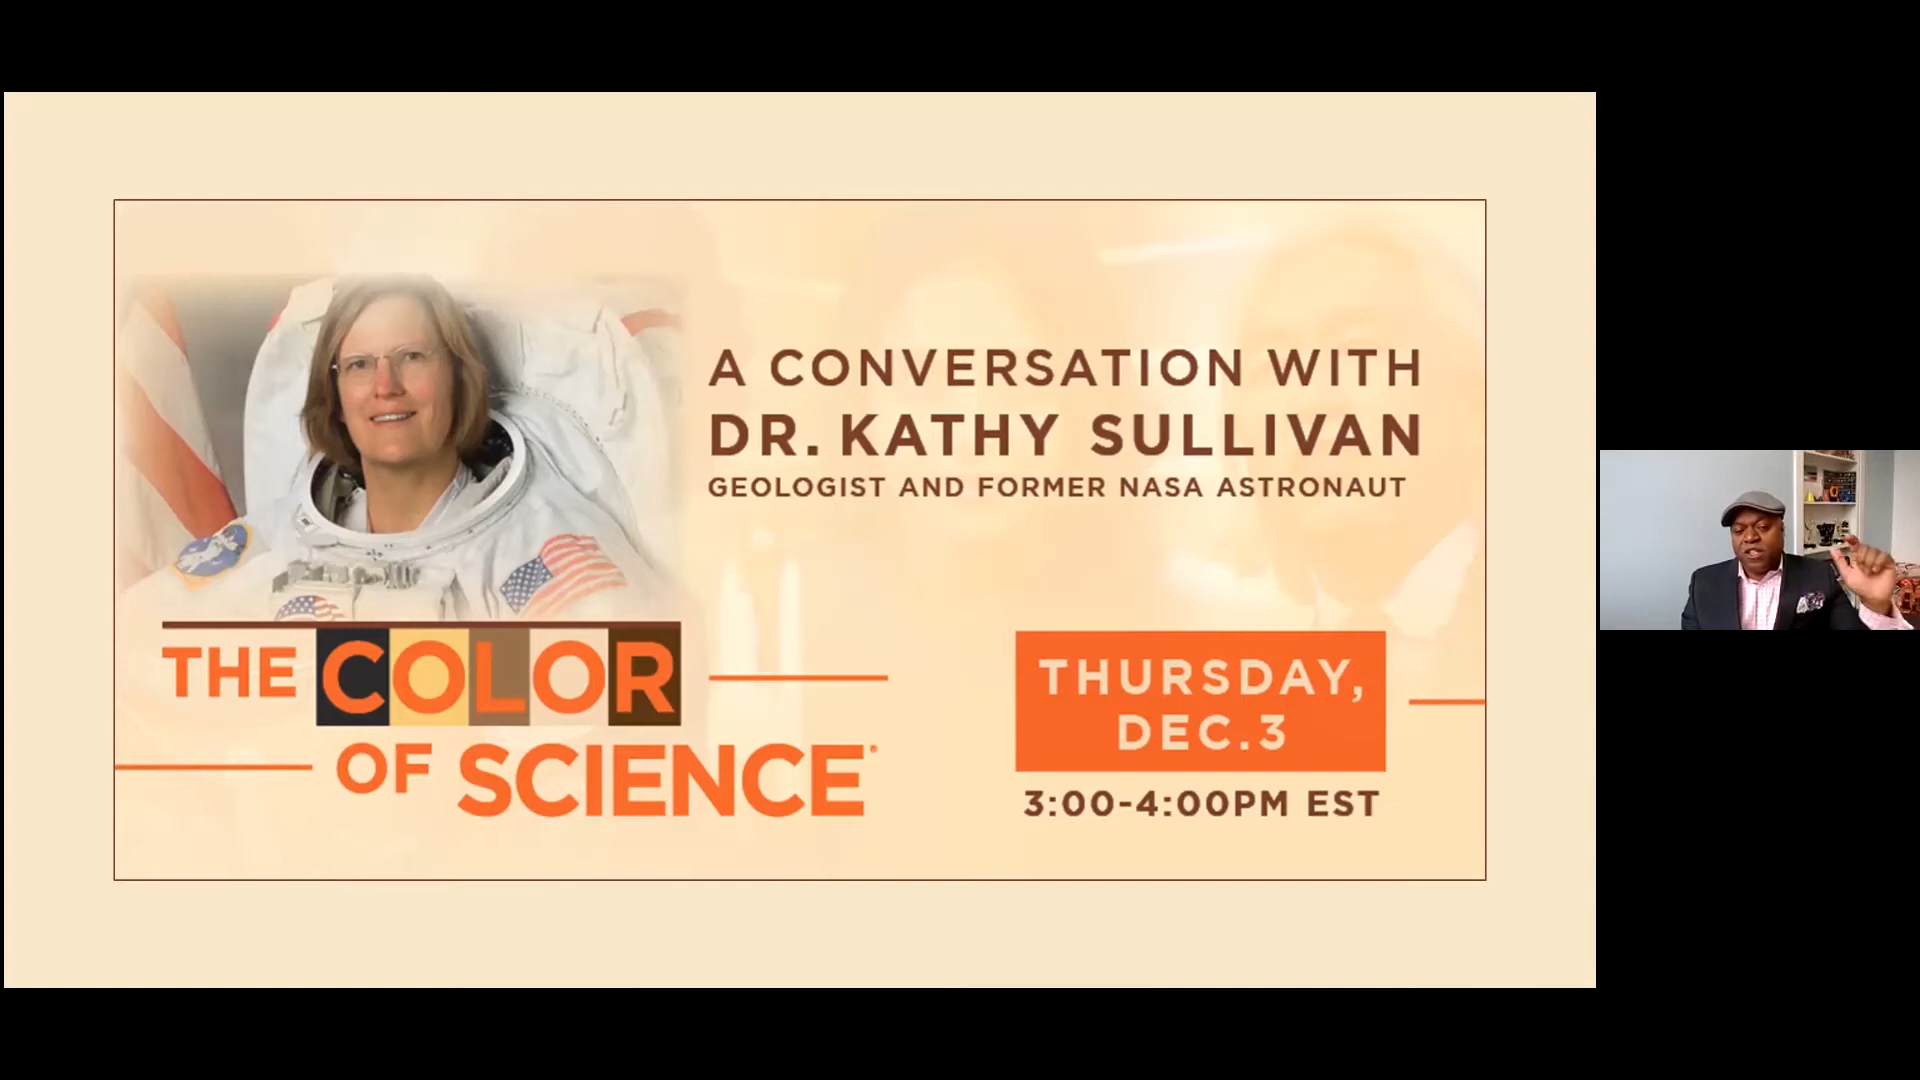 A CONVERSATION WITH
DR. KATHY SULLIVAN
GEOLOGIST AND FORMER NASA ASTRONAUT
THE COLOR
OF SCIENCE
THURSDAY,
DEC.3
3:00-4:00PM EST